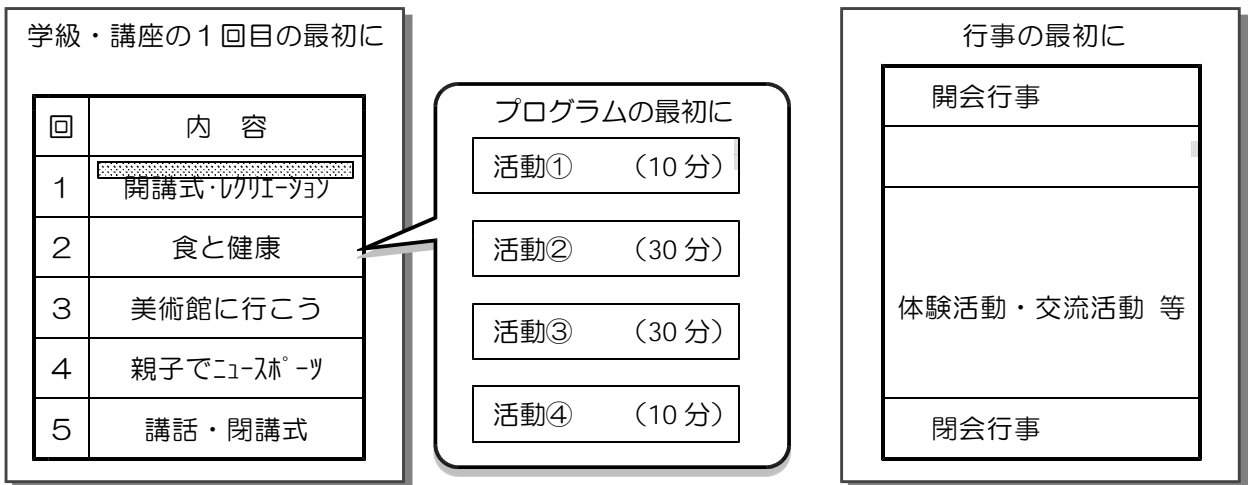 学級・講座の１回目の最初に
回 内 容
１ 開講式･ﾚｸﾘｴｰｼｮﾝ
２ 食と健康
３ 美術館に行こう
４ 親子でﾆｭｰｽﾎﾟｰﾂ
５ 講話・閉講式
プログラムの最初に
活動① （10 分）
活動② （30 分）
活動③ （30 分）
活動④ （10 分）
行事の最初に
開会行事
体験活動・交流活動 等
閉会行事